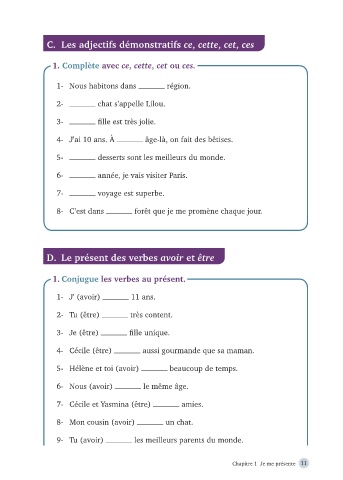 C. Les adjectifs démonstratifs ce, cette, cet, ces
1. Complète avec ce, cette, cet ou ces.
1- Nous habitons dans ______ région.
2- ______ chat s'appelle Lilou.
3- ______ fille est très jolie.
4- J'ai 10 ans. À ______ âge-là, on fait des bêtises.
5- ______ desserts sont les meilleurs du monde.
6- ______ année, je vais visiter Paris.
7- ______ voyage est superbe.
8- C'est dans ______ forêt que je me promène chaque jour.
D. Le présent des verbes avoir et être
1. Conjugue les verbes au présent.
1- J' (avoir) ______ 11 ans.
2- Tu (être) ______ très content.
3- Je (être) ______ fille unique.
4- Cécile (être) ______ aussi gourmande que sa maman.
5- Hélène et toi (avoir) ______ beaucoup de temps.
6- Nous (avoir) ______ le même âge.
7- Cécile et Yasmina (être) ______ amies.
8- Mon cousin (avoir) ______ un chat.
9- Tu (avoir) ______ les meilleurs parents du monde.
Chapitre 1 Je me présente 11